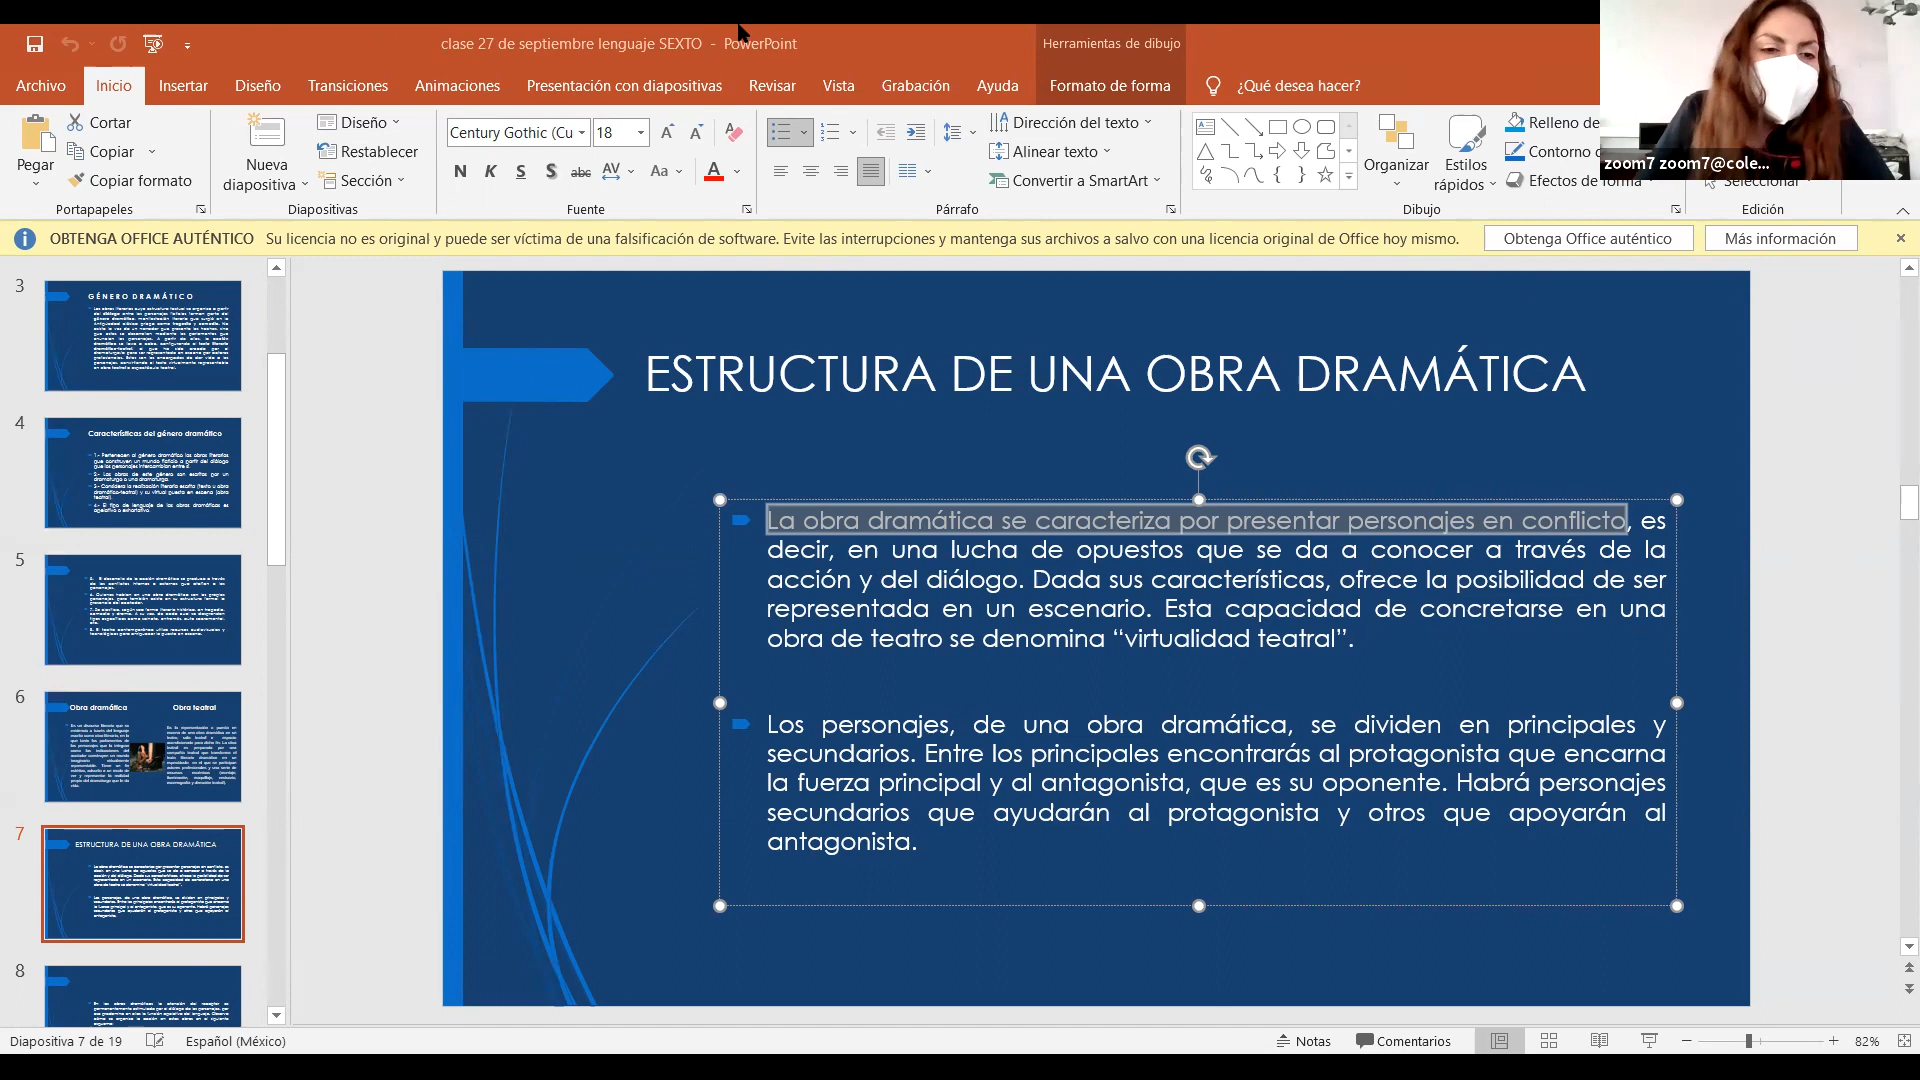 clase 27 de septiembre lenguaje SEXTO - PowerPoint
Herramientas de dibujo
Archivo Inicio Insertar Diseño Transiciones Animaciones Presentación con diapositivas Revisar Vista Grabación Ayuda Formato de forma ¿Qué desea hacer?
Pegar
Cortar
Copiar
Copiar formato
Portapapeles
Nueva diapositiva
Diseño
Restablecer
Sección
Diapositivas
Century Gothic (Cu 18
N K S S abc AV Aa A
Fuente
Dirección del texto
Alinear texto
Convertir a SmartArt
Párrafo
Organizar
Estilos rápidos
Relleno de
Contorno
Efectos de forma
Dibujo
Seleccionar
Edición
zoom7 zoom7@cole...
OBTENGA OFFICE AUTÉNTICO Su licencia no es original y puede ser víctima de una falsificación de software. Evite las interrupciones y mantenga sus archivos a salvo con una licencia original de Office hoy mismo. Obtenga Office auténtico Más información
3
GÉNERO DRAMÁTICO
4
Características del género dramático
5
6
Obra dramática Obra teatral
7
ESTRUCTURA DE UNA OBRA DRAMÁTICA
8
ESTRUCTURA DE UNA OBRA DRAMÁTICA
La obra dramática se caracteriza por presentar personajes en conflicto, es
decir, en una lucha de opuestos que se da a conocer a través de la
acción y del diálogo. Dada sus características, ofrece la posibilidad de ser
representada en un escenario. Esta capacidad de concretarse en una
obra de teatro se denomina “virtualidad teatral”.
Los personajes, de una obra dramática, se dividen en principales y
secundarios. Entre los principales encontrarás al protagonista que encarna
la fuerza principal y al antagonista, que es su oponente. Habrá personajes
secundarios que ayudarán al protagonista y otros que apoyarán al
antagonista.
Diapositiva 7 de 19 Español (México) Notas Comentarios 82%